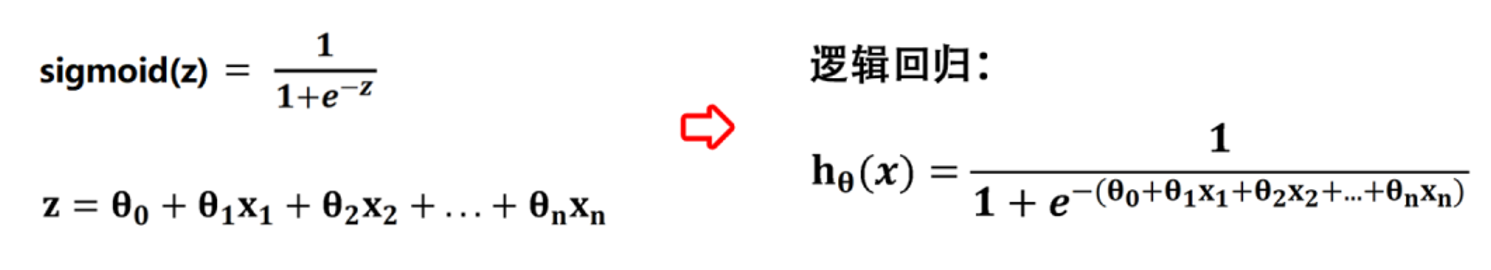 sigmoid(z) = 1/(1+e^{-z})
z = θ₀ + θ₁x₁ + θ₂x₂ + … + θₙxₙ
逻辑回归：
h_θ(x) = 1/(1 + e^{-(θ₀+θ₁x₁+θ₂x₂+…+θₙxₙ)})